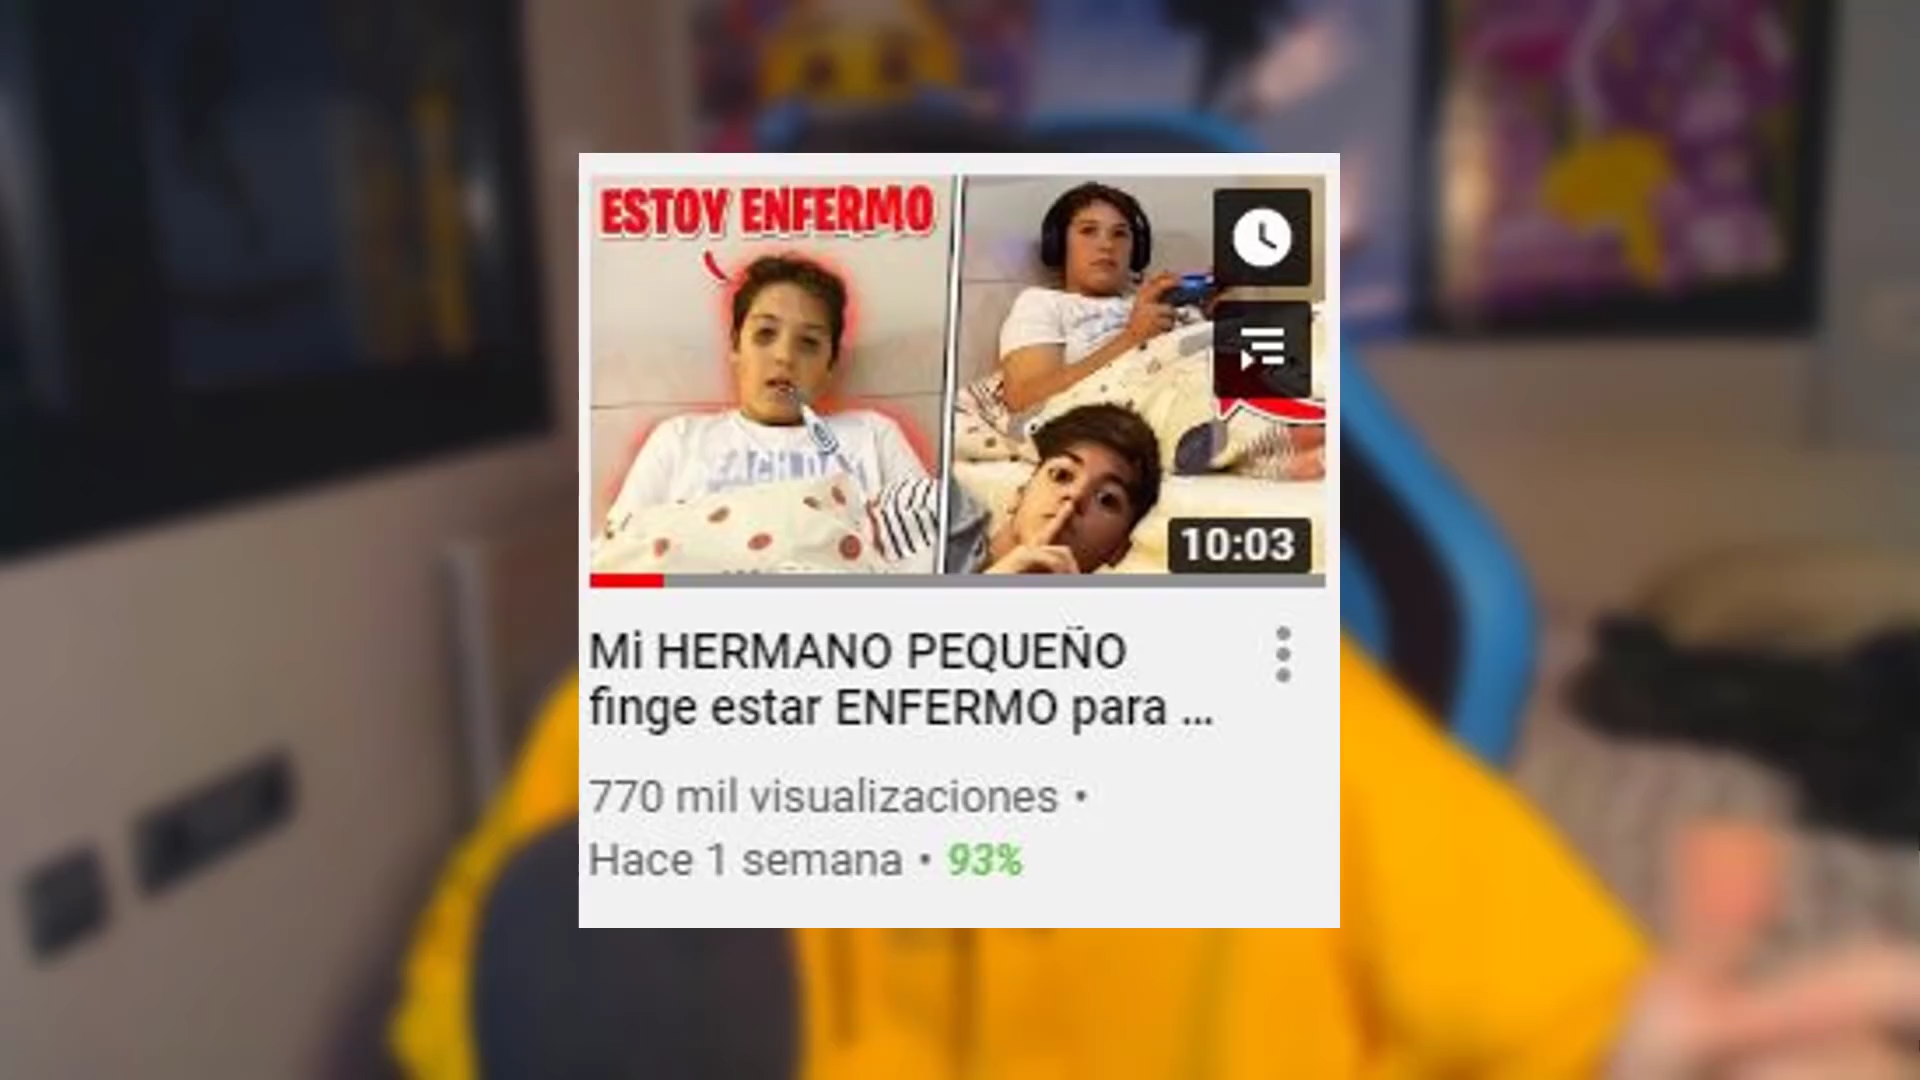 ESTOY ENFERMO
10:03
Mi HERMANO PEQUEÑO
finge estar ENFERMO para ...
770 mil visualizaciones •
Hace 1 semana • 93%